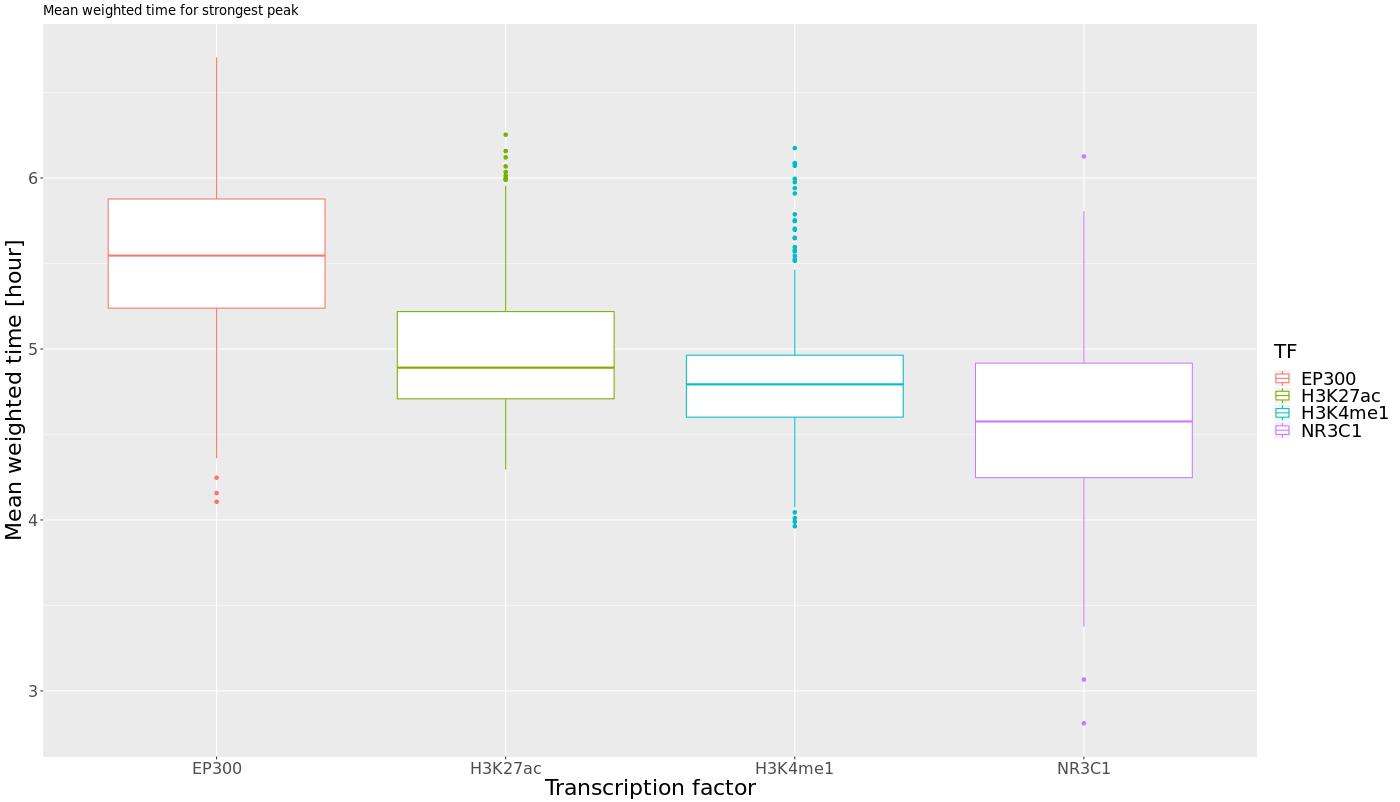 Mean weighted time for strongest peak
Mean weighted time [hour]
6
5
4
3
EP300
H3K27ac
H3K4me1
NR3C1
Transcription factor
TF
EP300
H3K27ac
H3K4me1
NR3C1